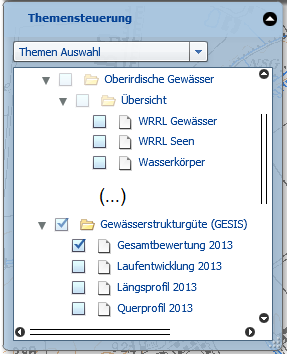 Themensteuerung
Themen Auswahl
Oberirdische Gewässer
Übersicht
WRRL Gewässer
WRRL Seen
Wasserkörper
(...)
Gewässerstrukturgüte (GESIS)
Gesamtbewertung 2013
Laufentwicklung 2013
Längsprofil 2013
Querprofil 2013